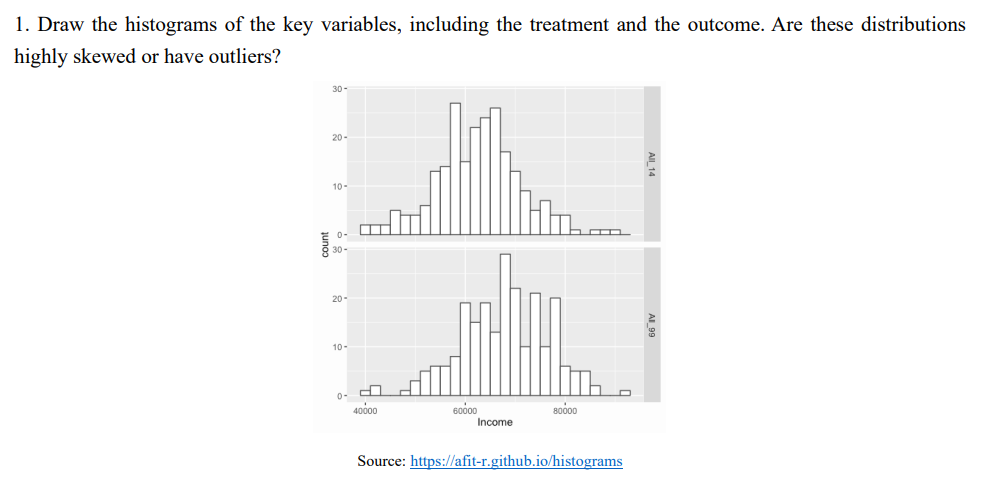 1. Draw the histograms of the key variables, including the treatment and the outcome. Are these distributions
highly skewed or have outliers?
30
20
10
0
All_14
count
30
20
10
0
All_99
40000 60000 80000
Income
Source: https://afit-r.github.io/histograms